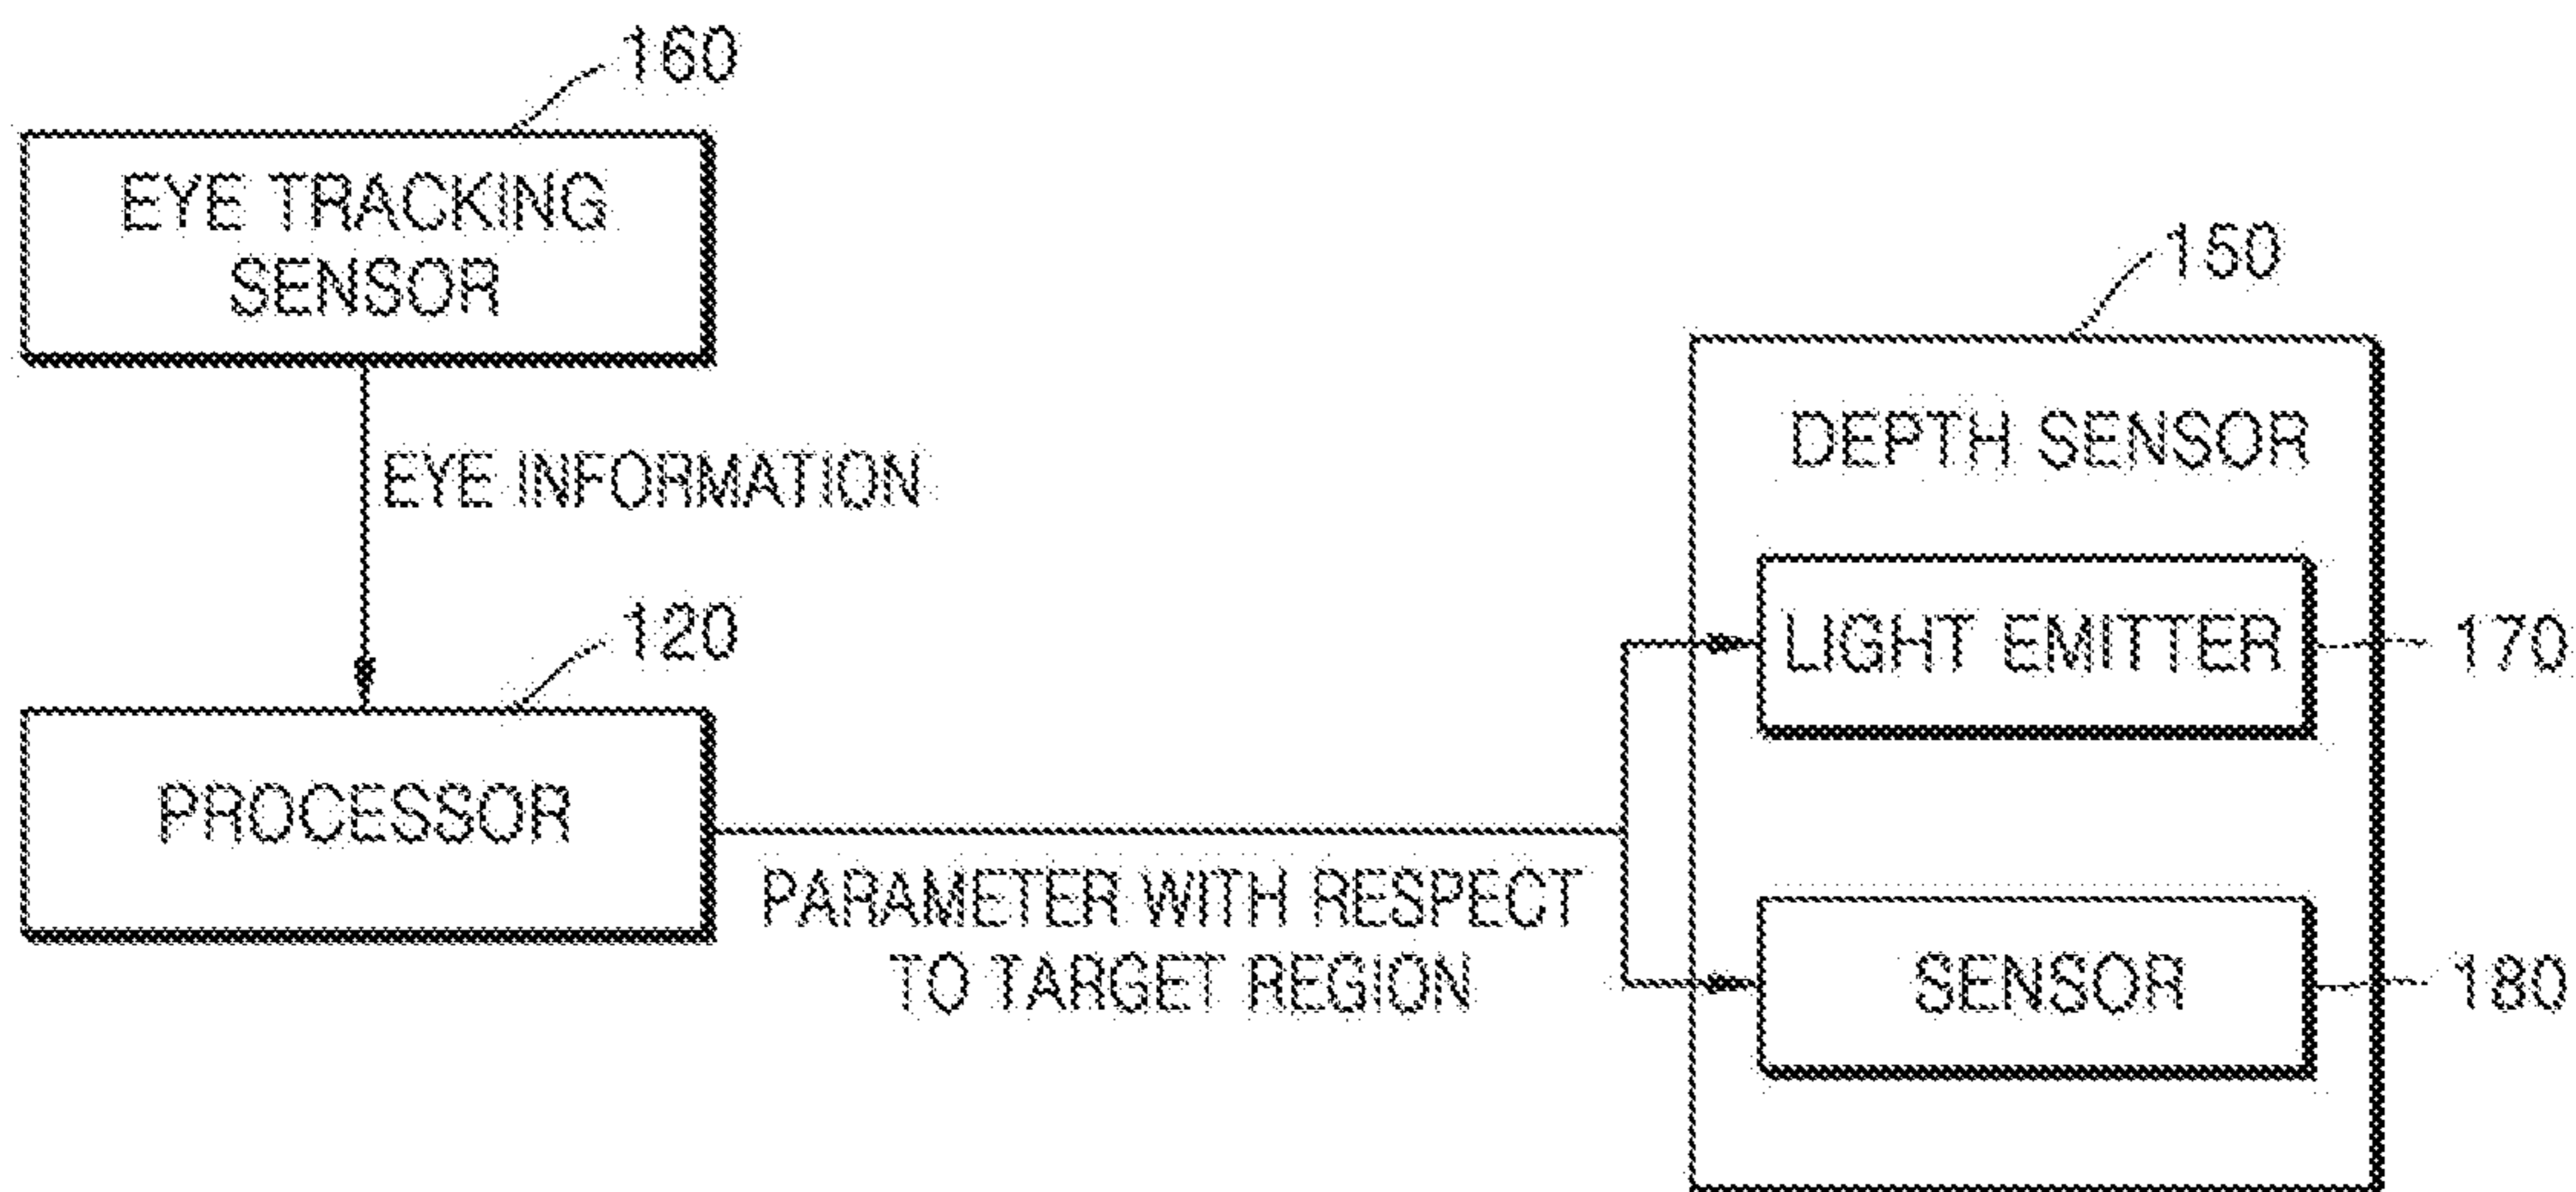 160
EYE TRACKING
SENSOR
EYE INFORMATION
120
PROCESSOR
PARAMETER WITH RESPECT
TO TARGET REGION
150
DEPTH SENSOR
LIGHT EMITTER
170
SENSOR
180